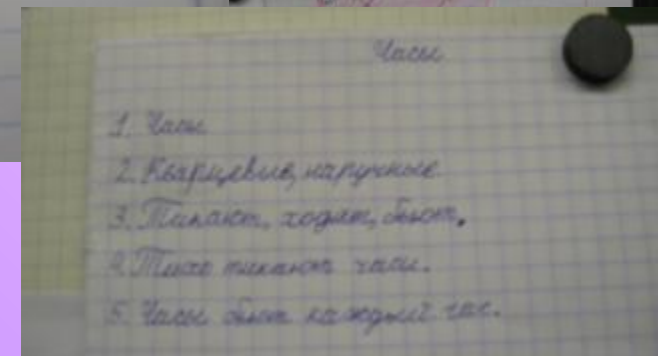 Часы
1. Часы
2. Кварцевые, наручные
3. Тикают, ходят, бьют.
4. Тихо тикают часы.
5. Часы бьют каждый час.